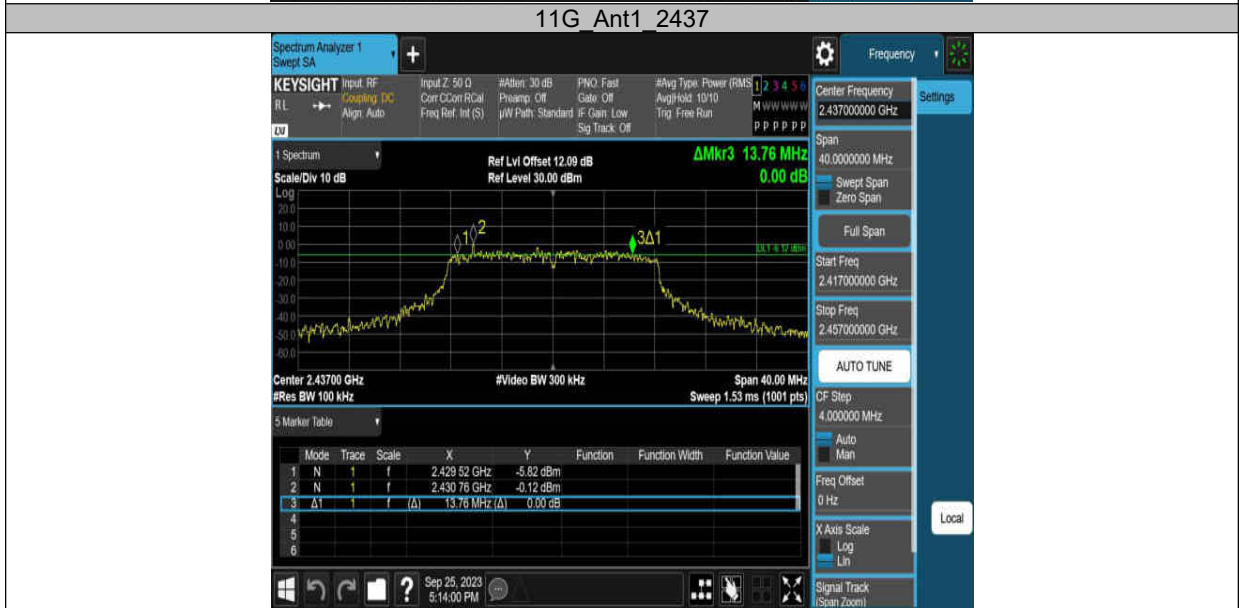 11G_Ant1_2437
Spectrum Analyzer 1
Swept SA
+
Frequency
KEYSIGHT Input: RF Input Z: 50 Ω #Atten: 30 dB PNO: Fast #Avg Type: Power (RMS 1 2 3 4 5 6
RL Coupling: DC Corr CCorr RCal Preamp: Off Gate: Off Avg|Hold: 10/10 M W W W W W
Align: Auto Freq Ref: Int (S) µW Path: Standard IF Gain: Low Trig: Free Run
Sig Track: Off P P P P P P
Center Frequency
2.437000000 GHz
Settings
1 Spectrum
Scale/Div 10 dB
Ref Lvl Offset 12.09 dB
Ref Level 30.00 dBm
ΔMkr3 13.76 MHz
0.00 dB
Span
40.0000000 MHz
Swept Span
Zero Span
Full Span
Start Freq
2.417000000 GHz
Stop Freq
2.457000000 GHz
AUTO TUNE
CF Step
4.000000 MHz
Auto
Man
Freq Offset
0 Hz
X Axis Scale
Log
Lin
Signal Track
(Span Zoom)
Local
Log
20.0
10.0
0.00
-10.0
-20.0
-30.0
-40.0
-50.0
-60.0
1
2
3Δ1
DL1 -6.12 dBm
Center 2.43700 GHz #Video BW 300 kHz Span 40.00 MHz
#Res BW 100 kHz Sweep 1.53 ms (1001 pts)
5 Marker Table
Mode Trace Scale X Y Function Function Width Function Value
1 N 1 f 2.429 52 GHz -5.82 dBm
2 N 1 f 2.430 76 GHz -0.12 dBm
3 Δ1 1 f (Δ) 13.76 MHz (Δ) 0.00 dB
4
5
6
? Sep 25, 2023
5:14:00 PM